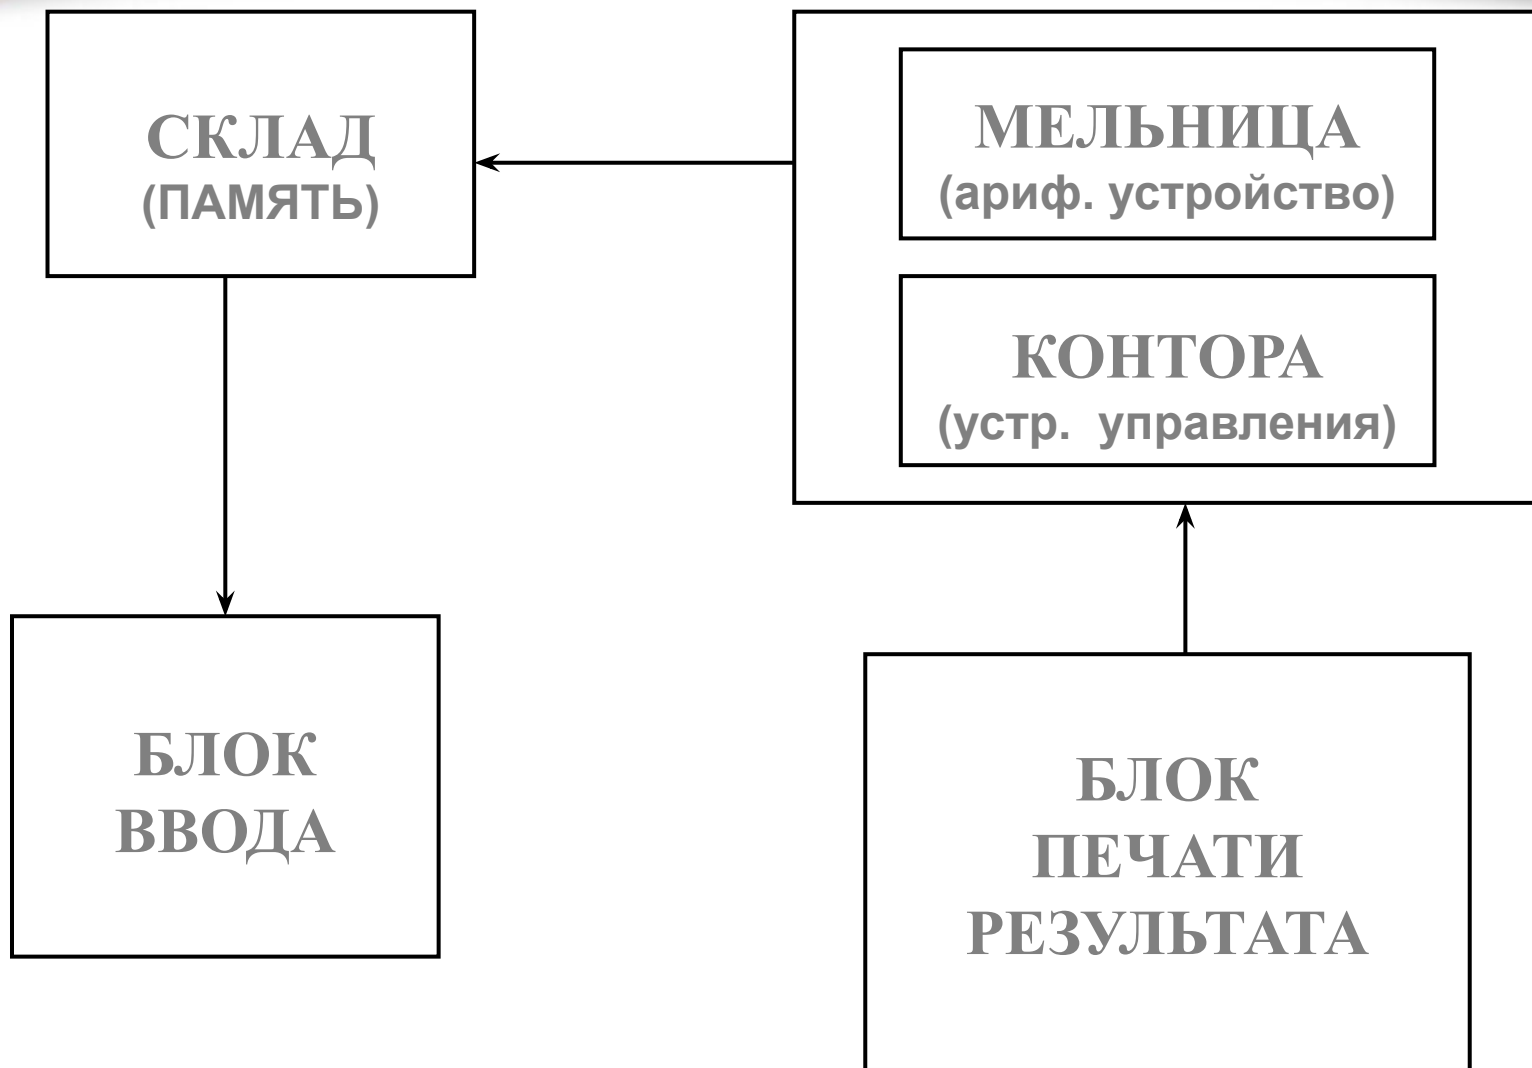 СКЛАД
(ПАМЯТЬ)
МЕЛЬНИЦА
(ариф. устройство)
КОНТОРА
(устр. управления)
БЛОК
ВВОДА
БЛОК
ПЕЧАТИ
РЕЗУЛЬТАТА